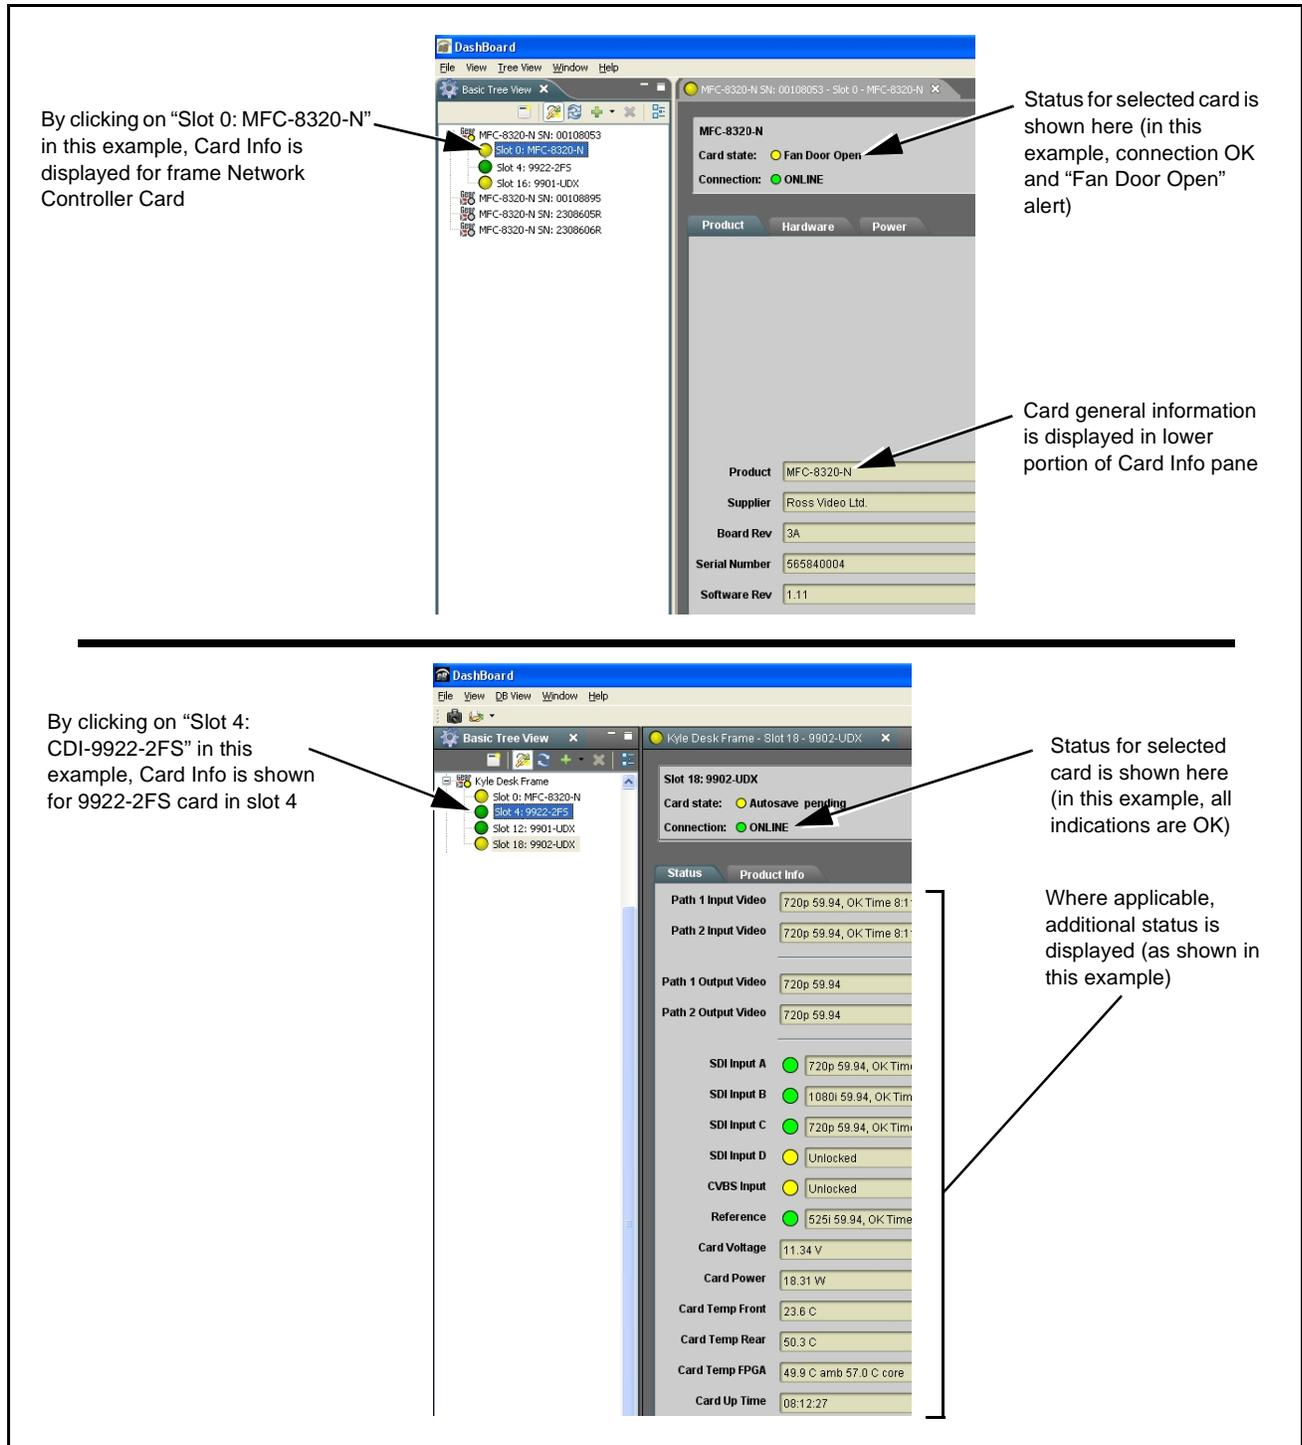 DashBoard
File View Tree View Window Help
Basic Tree View
MFC-8320-N SN: 00108053 - Slot 0 - MFC-8320-N
By clicking on “Slot 0: MFC-8320-N”
in this example, Card Info is
displayed for frame Network
Controller Card
MFC-8320-N SN: 00108053
Slot 0: MFC-8320-N
Slot 4: 9922-2FS
Slot 16: 9901-UDX
MFC-8320-N SN: 00108895
MFC-8320-N SN: 2308605R
MFC-8320-N SN: 2308606R
MFC-8320-N
Card state: Fan Door Open
Connection: ONLINE
Status for selected card is
shown here (in this
example, connection OK
and “Fan Door Open”
alert)
Product Hardware Power
Card general information
is displayed in lower
portion of Card Info pane
Product MFC-8320-N
Supplier Ross Video Ltd.
Board Rev 3A
Serial Number 565840004
Software Rev 1.11
DashBoard
File View DB View Window Help
Basic Tree View
Kyle Desk Frame - Slot 18 - 9902-UDX
By clicking on “Slot 4:
CDI-9922-2FS” in this
example, Card Info is shown
for 9922-2FS card in slot 4
Kyle Desk Frame
Slot 0: MFC-8320-N
Slot 4: 9922-2FS
Slot 12: 9901-UDX
Slot 18: 9902-UDX
Slot 18: 9902-UDX
Card state: Autosave pending
Connection: ONLINE
Status for selected
card is shown here
(in this example, all
indications are OK)
Status Product Info
Where applicable,
additional status is
displayed (as shown in
this example)
Path 1 Input Video 720p 59.94, OK Time 8:1
Path 2 Input Video 720p 59.94, OK Time 8:1
Path 1 Output Video 720p 59.94
Path 2 Output Video 720p 59.94
SDI Input A 720p 59.94, OK Time
SDI Input B 1080i 59.94, OK Tim
SDI Input C 720p 59.94, OK Time
SDI Input D Unlocked
CVBS Input Unlocked
Reference 525i 59.94, OK Time
Card Voltage 11.34 V
Card Power 18.31 W
Card Temp Front 23.6 C
Card Temp Rear 50.3 C
Card Temp FPGA 49.9 C amb 57.0 C core
Card Up Time 08:12:27